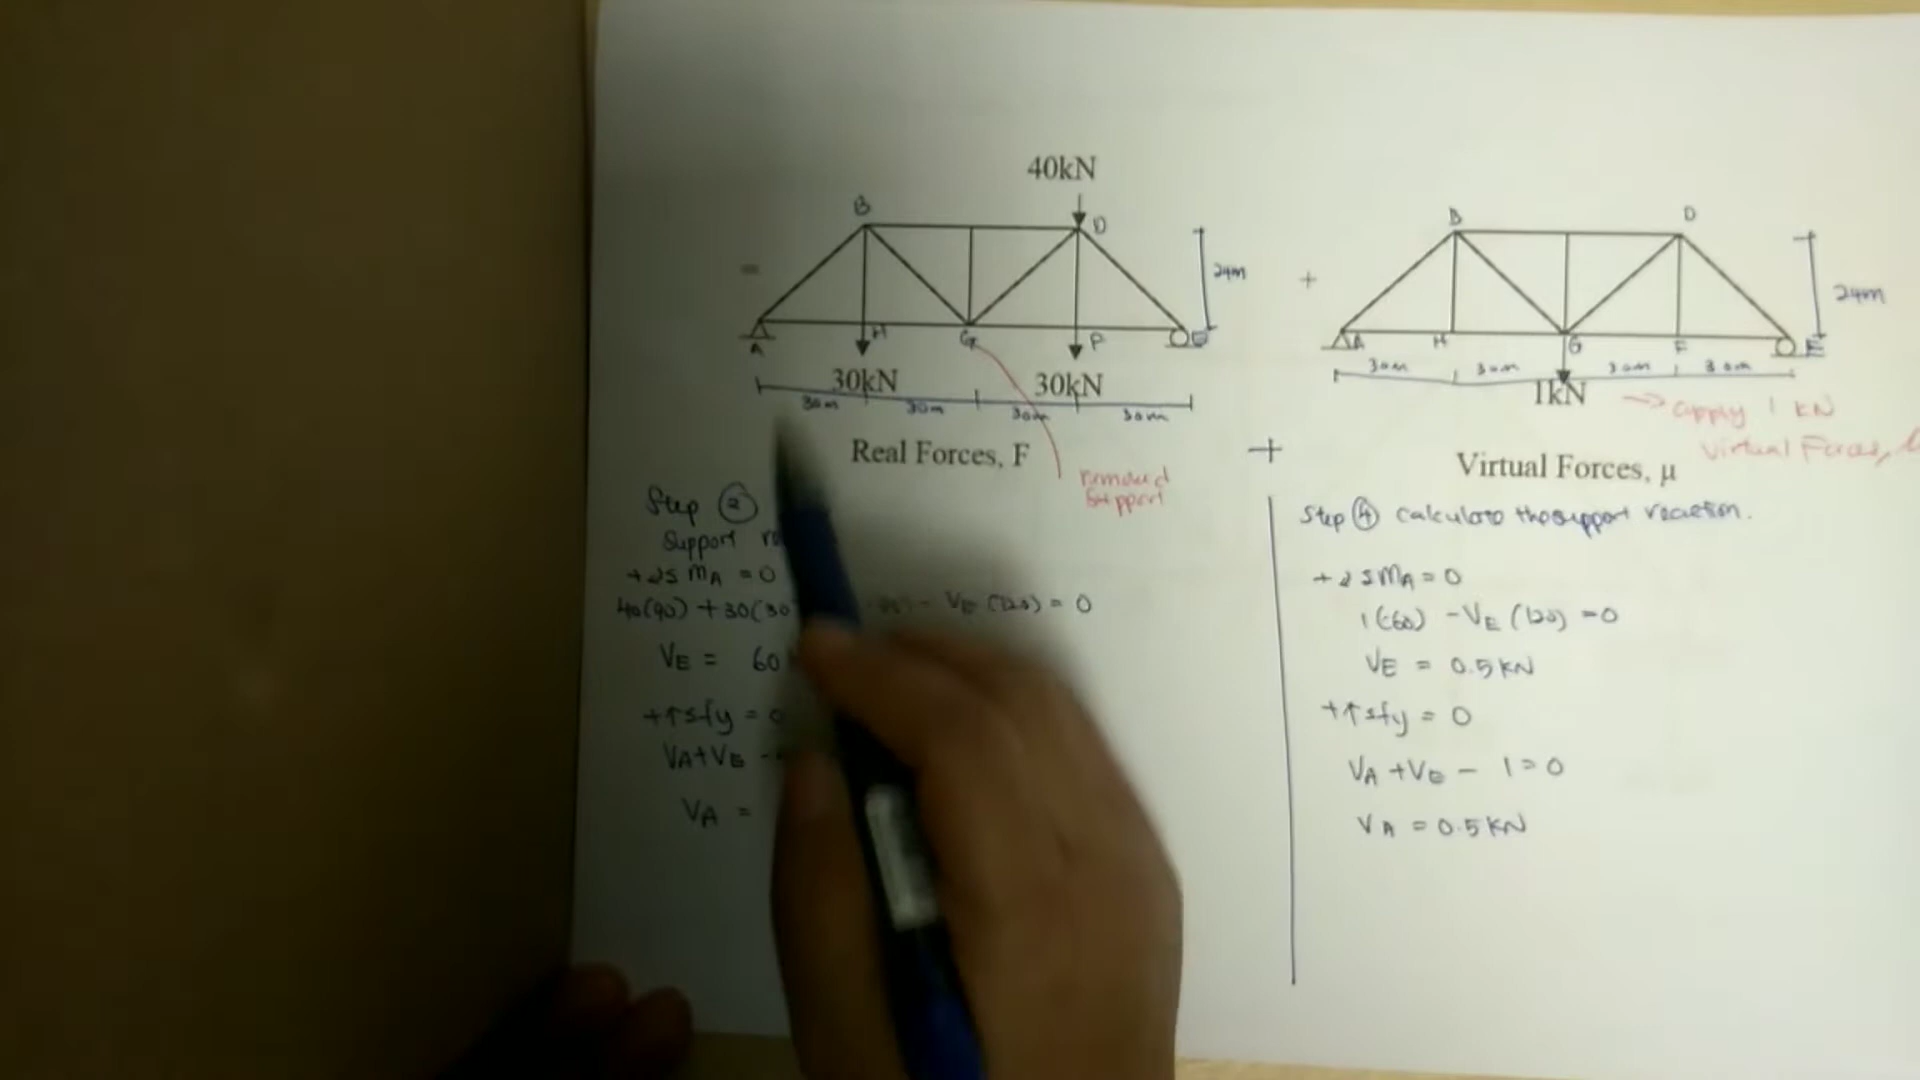 40kN
B
D
24m
=
A
H
G
F
30kN
30kN
30m
30m
30m
30m
Real Forces, F
removed
support
+
B
D
24m
A
H
G
F
E
30m
30m
30m
30m
1kN
→ apply 1 kN
Virtual Forces,
+
Virtual Forces, μ
Step ②
Support
+ΣMA = 0
40(90) + 30(30
- VE (120) = 0
VE = 60
+↑Σfy = 0
VA+VE -
VA =
Step ④ calculate the support reaction.
+ΣMA = 0
1(60) - VE (120) = 0
VE = 0.5 kN
+↑Σfy = 0
VA + VE - 1 = 0
VA = 0.5 kN